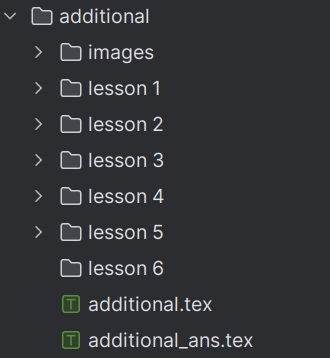 additional
images
lesson 1
lesson 2
lesson 3
lesson 4
lesson 5
lesson 6
T additional.tex
T additional_ans.tex